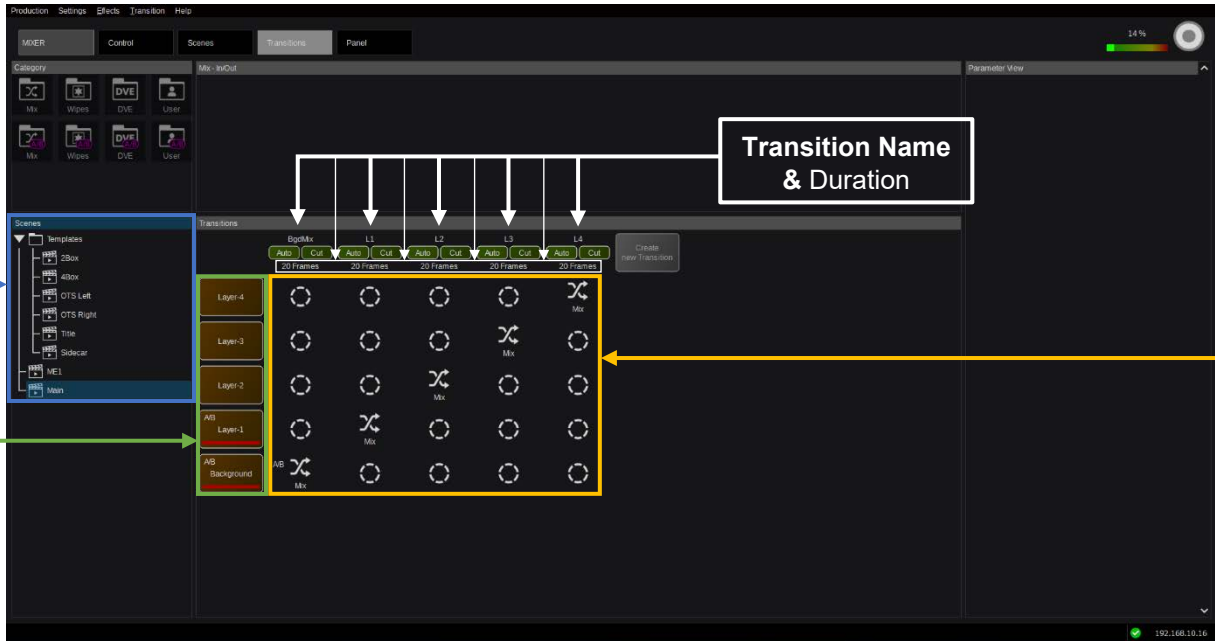 Production Settings Effects Transition Help
MIXER Control Scenes Transitions Panel
14 %
Category
Mix - In/Out
Parameter View
DVE
Mix Wipes DVE User
A/B A/B DVE A/B A/B
Mix Wipes DVE User
Transition Name
& Duration
Scenes
Transitions
Templates
2Box
4Box
OTS Left
OTS Right
Title
Sidecar
ME1
Main
BgdMix L1 L2 L3 L4
Auto Cut Auto Cut Auto Cut Auto Cut Auto Cut
20 Frames 20 Frames 20 Frames 20 Frames 20 Frames
Create
new Transition
Layer-4
Mix
Layer-3
Mix
Layer-2
Mix
A/B
Layer-1
Mix
A/B
Background
A/B
Mix
192.168.10.16